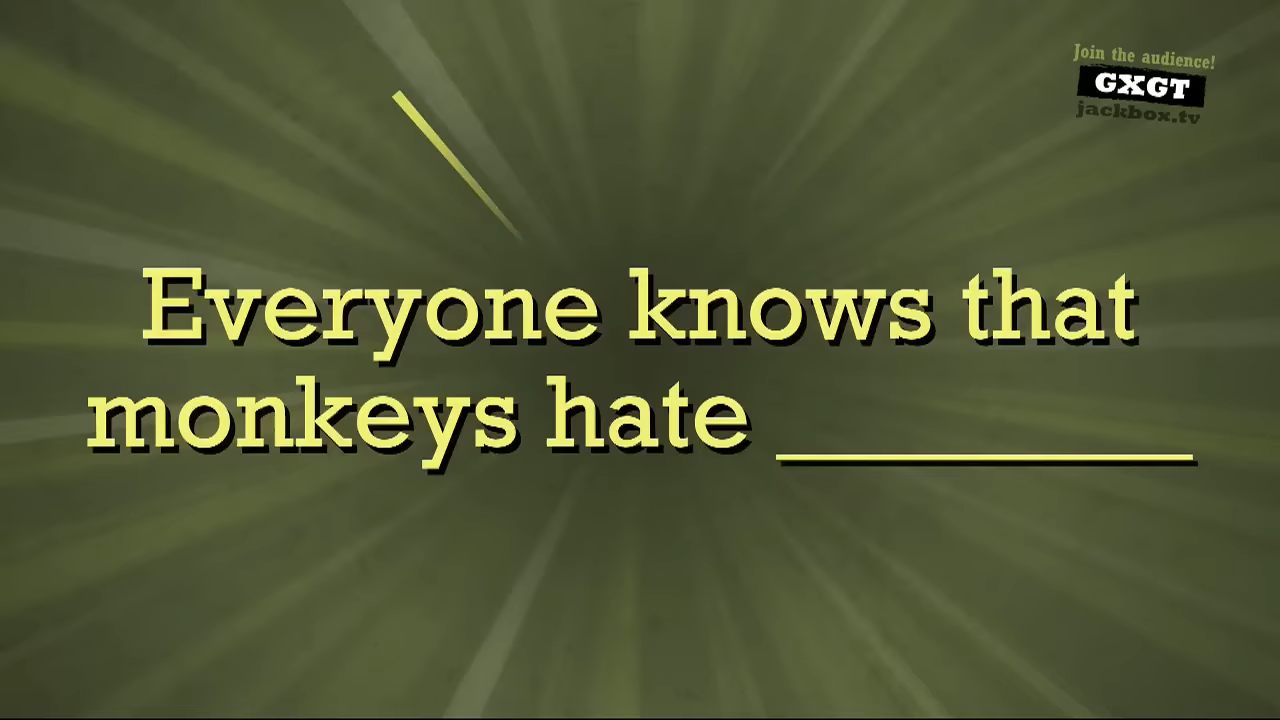 Join the audience!
GXGT
jackbox.tv
Everyone knows that
monkeys hate ________